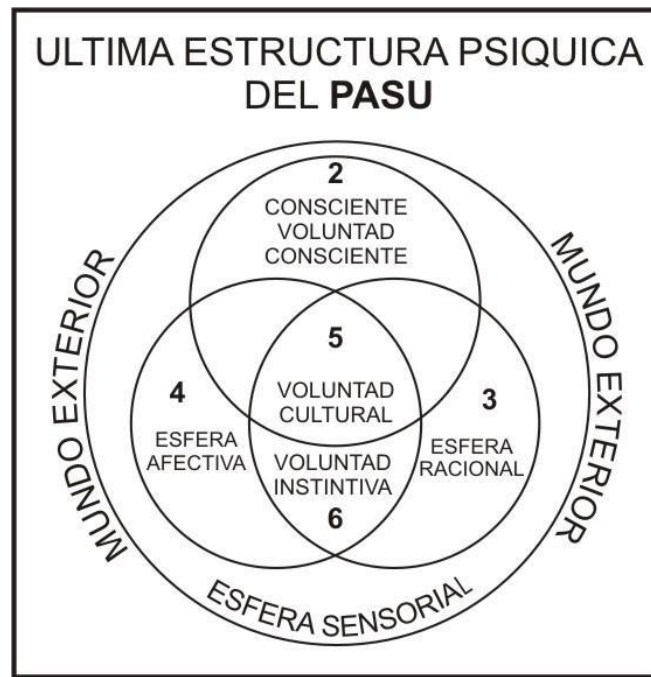 ULTIMA ESTRUCTURA PSIQUICA
DEL PASU
2
CONSCIENTE
VOLUNTAD
CONSCIENTE
MUNDO EXTERIOR
MUNDO EXTERIOR
5
VOLUNTAD
CULTURAL
4
ESFERA
AFECTIVA
3
ESFERA
RACIONAL
VOLUNTAD
INSTINTIVA
6
ESFERA SENSORIAL